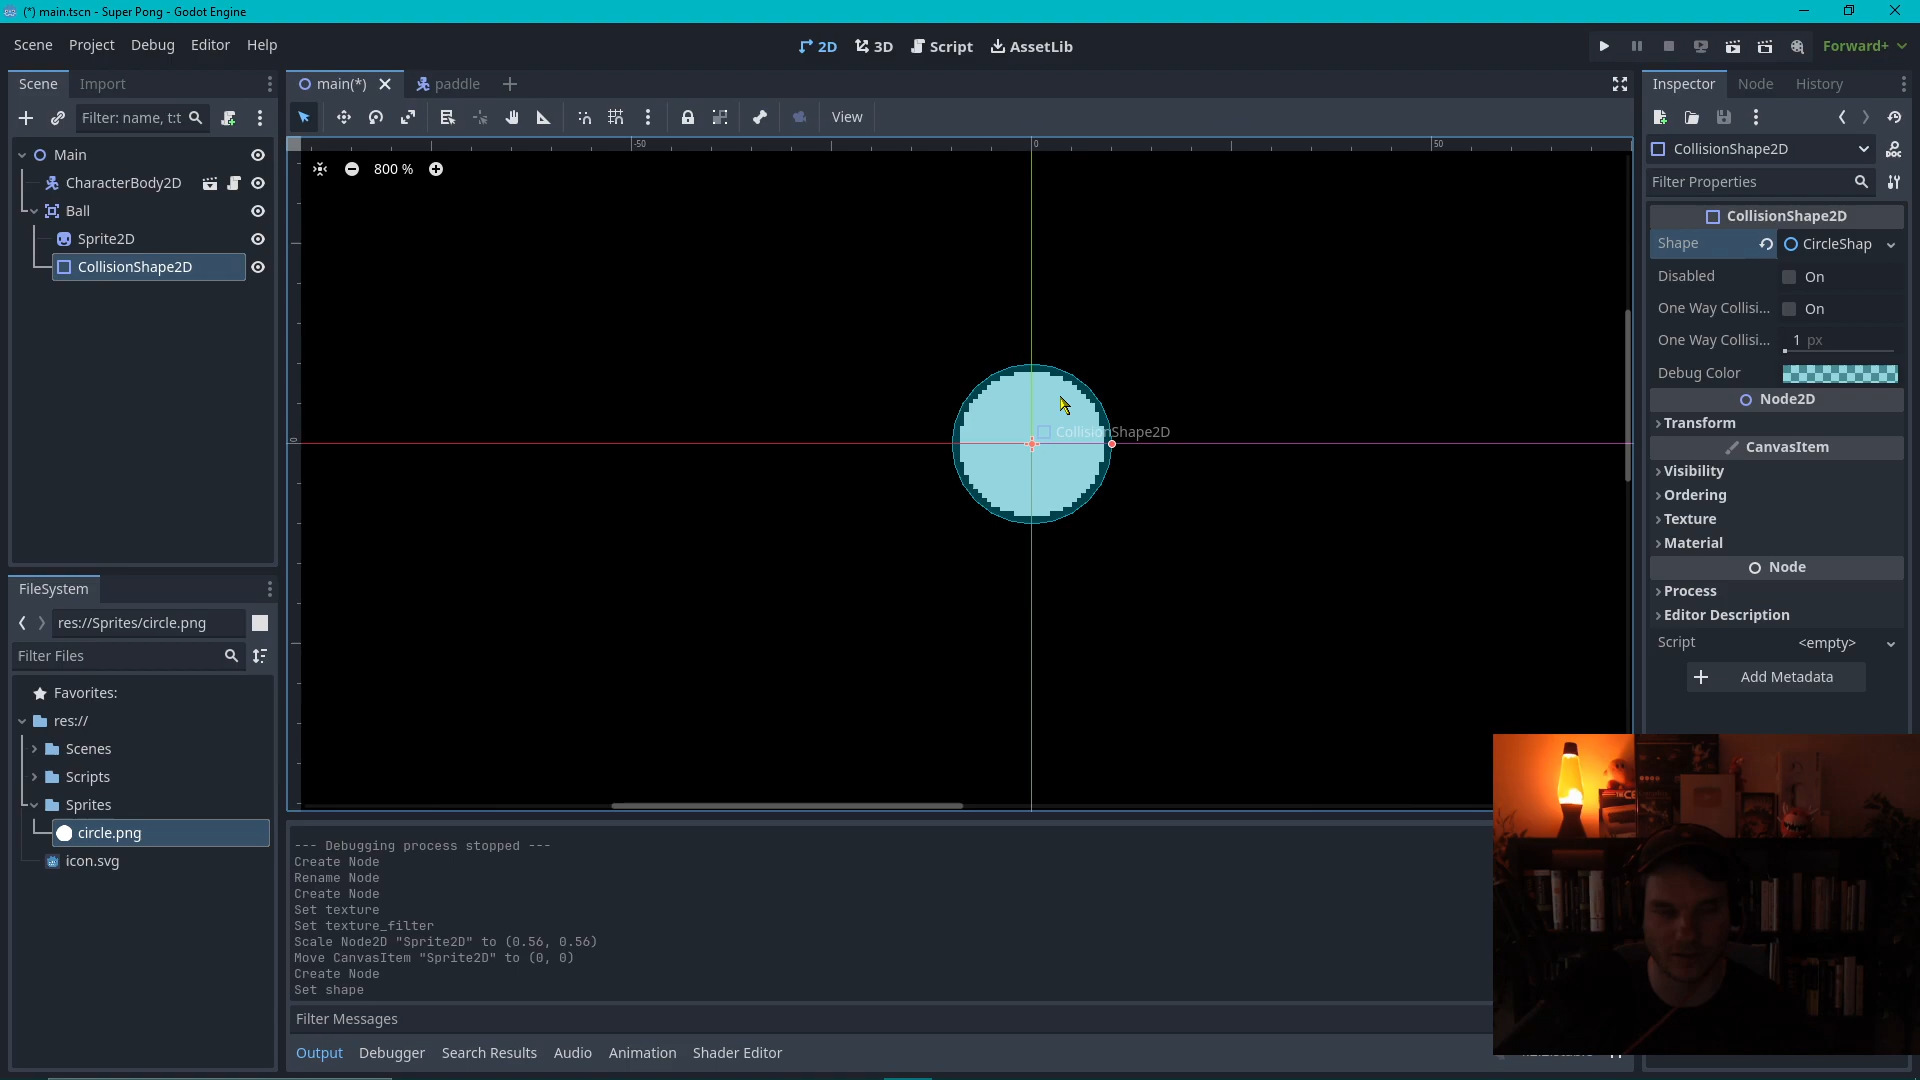 (*) main.tscn - Super Pong - Godot Engine
Scene Project Debug Editor Help
2D 3D Script AssetLib
Forward+
Scene Import
main(*) paddle
Inspector Node History
Filter: name, t:t
View
CollisionShape2D
Filter Properties
Main
CharacterBody2D
Ball
Sprite2D
CollisionShape2D
-50 0 50
800 %
0
CollisionShape2D
CollisionShape2D
Shape CircleShap
Disabled On
One Way Collisi... On
One Way Collisi... 1 px
Debug Color
Node2D
Transform
CanvasItem
Visibility
Ordering
Texture
Material
Node
Process
Editor Description
Script <empty>
Add Metadata
FileSystem
res://Sprites/circle.png
Filter Files
Favorites:
res://
Scenes
Scripts
Sprites
circle.png
icon.svg
--- Debugging process stopped ---
Create Node
Rename Node
Create Node
Set texture
Set texture_filter
Scale Node2D "Sprite2D" to (0.56, 0.56)
Move CanvasItem "Sprite2D" to (0, 0)
Create Node
Set shape
Filter Messages
Output Debugger Search Results Audio Animation Shader Editor